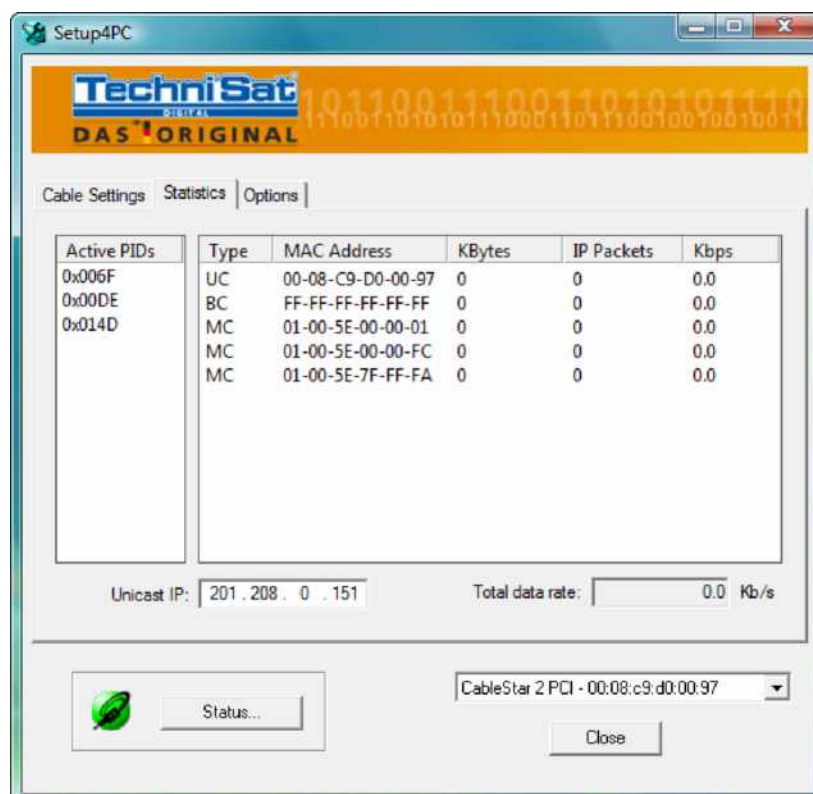 Setup4PC
TechniSat
DIGITAL
DAS ORIGINAL
Cable Settings Statistics Options
Active PIDs Type MAC Address KBytes IP Packets Kbps
0x006F UC 00-08-C9-D0-00-97 0 0 0.0
0x00DE BC FF-FF-FF-FF-FF-FF 0 0 0.0
0x014D MC 01-00-5E-00-00-01 0 0 0.0
MC 01-00-5E-00-00-FC 0 0 0.0
MC 01-00-5E-7F-FF-FA 0 0 0.0
Unicast IP: 201 . 208 . 0 . 151 Total data rate: 0.0 Kb/s
CableStar 2 PCI - 00:08:c9:d0:00:97
Status...
Close